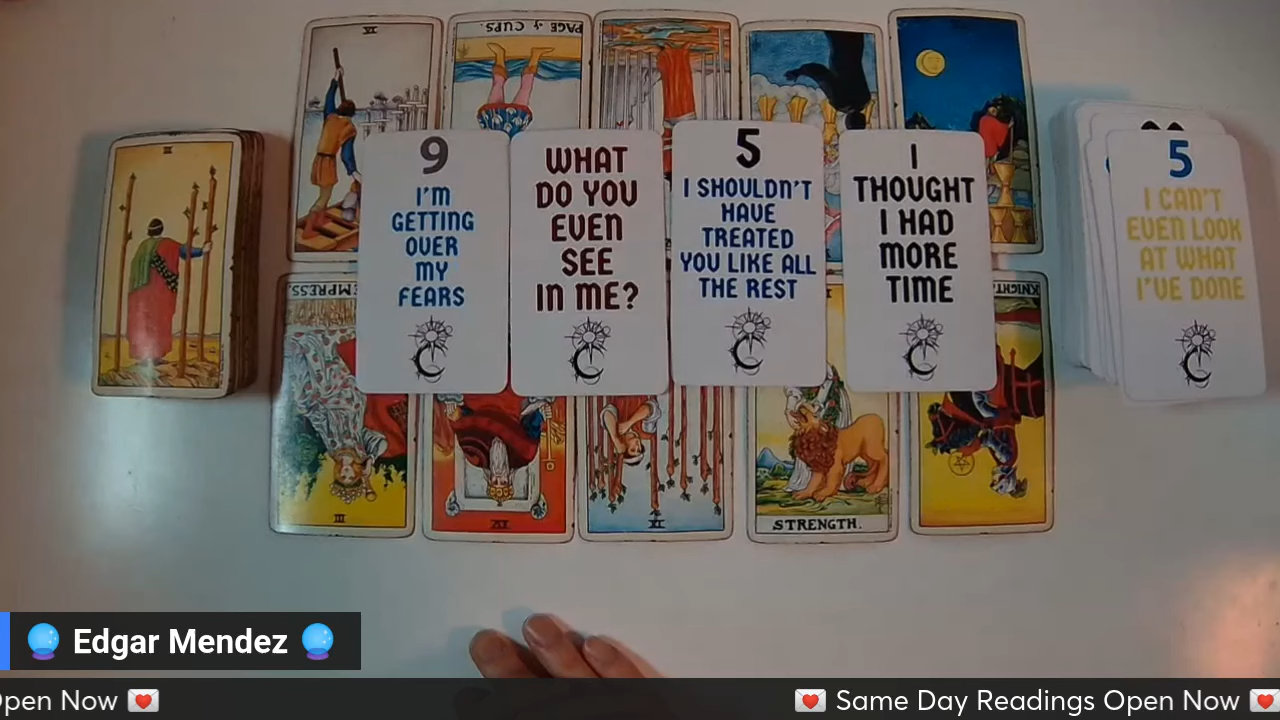 PAGE of CUPS.
III
9
I'M
GETTING
OVER
MY
FEARS
WHAT
DO YOU
EVEN
SEE
IN ME?
5
I SHOULDN'T
HAVE
TREATED
YOU LIKE ALL
THE REST
I
THOUGHT
I HAD
MORE
TIME
5
I CAN'T
EVEN LOOK
AT WHAT
I'VE DONE
EMPRESS.
KNIGHT
III
STRENGTH.
🔮 Edgar Mendez 🔮
Open Now 💌
💌 Same Day Readings Open Now 💌